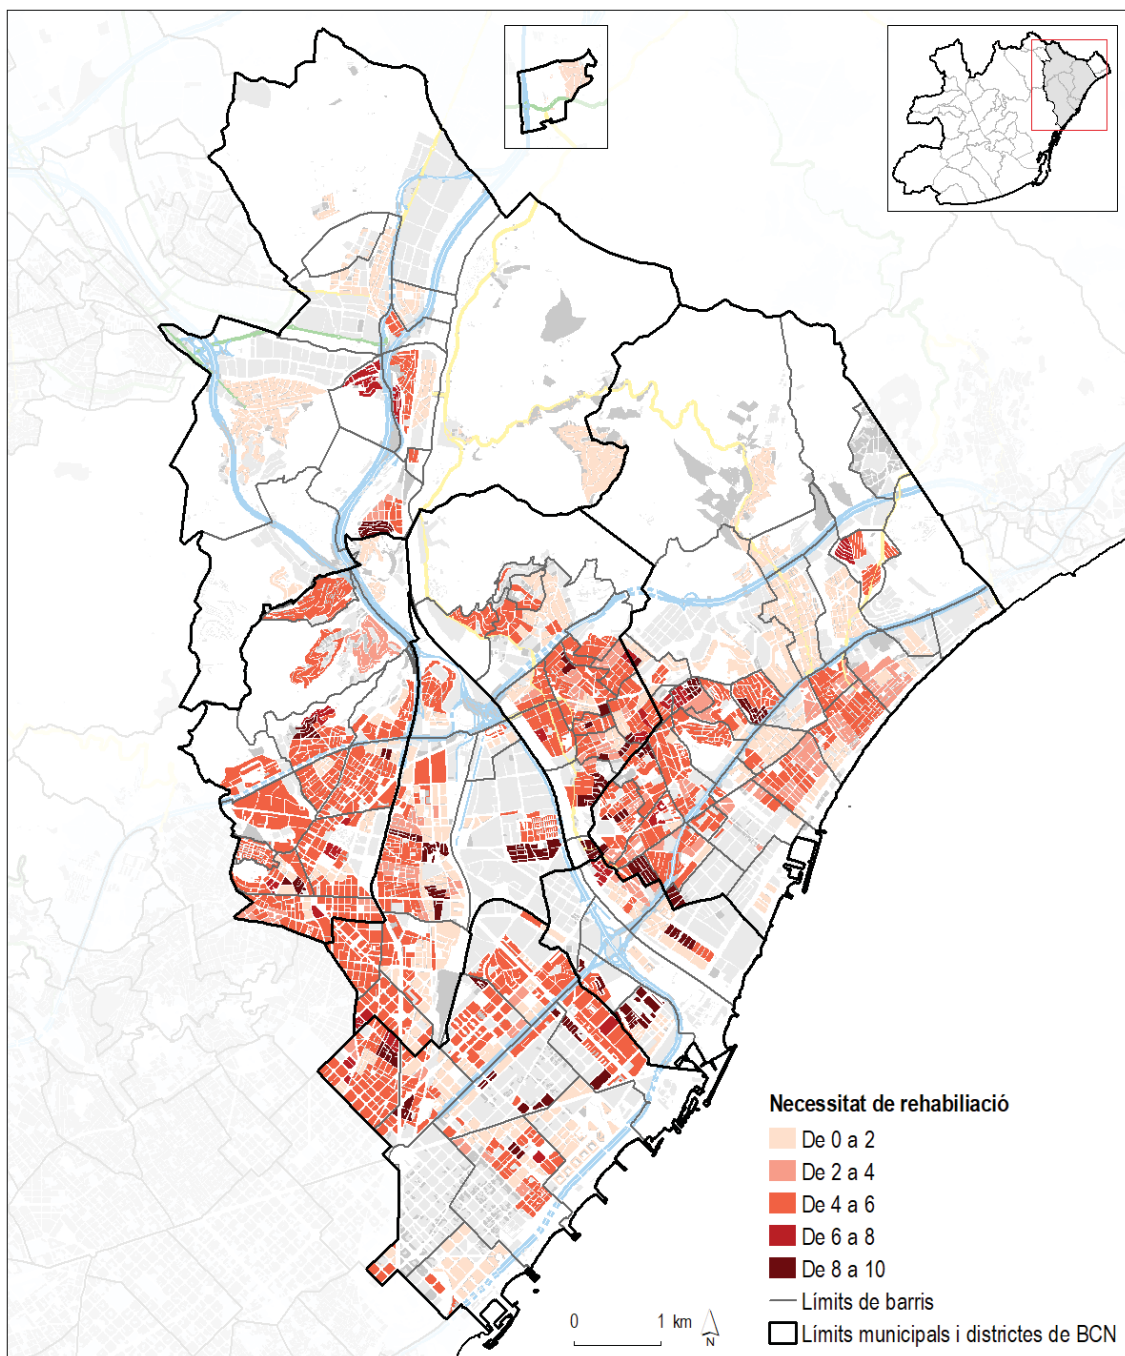 Necessitat de rehabiliació
De 0 a 2
De 2 a 4
De 4 a 6
De 6 a 8
De 8 a 10
Límits de barris
Límits municipals i districtes de BCN
0 1 km
N